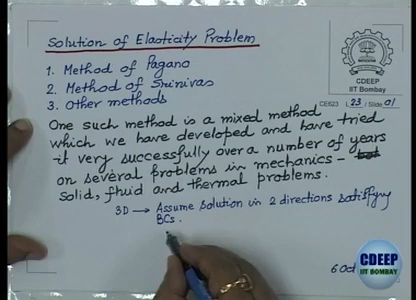 Solution of Elasticity Problem
1. Method of Pagano
2. Method of Srinivas
3. Other methods
CDEEP
IIT Bombay
CE623 L 23 / Slide 01
One such method is a mixed method
which we have developed and have tried
it very successfully over a number of years
on several problems in mechanics -
solid, fluid and thermal problems.
3D → Assume solution in 2 directions satisfying
BCs.
6 Oct
CDEEP
IIT BOMBAY